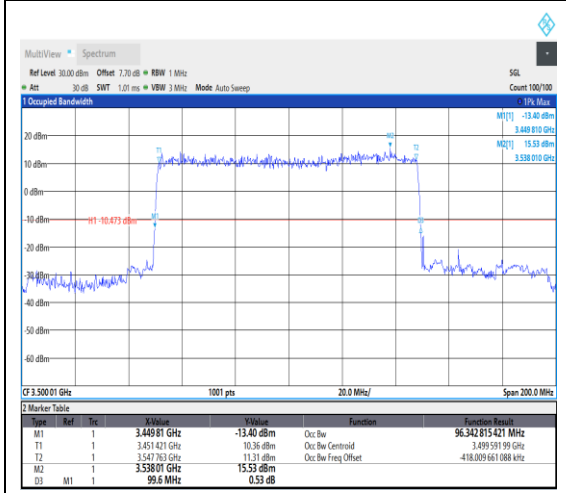 MultiView Spectrum
Ref Level 30.00 dBm Offset 7.70 dB RBW 1 MHz SGL
Att 30 dB SWT 1.01 ms VBW 3 MHz Mode Auto Sweep Count 100/100
1 Occupied Bandwidth 1Pk Max
M1[1] -13.40 dBm
3.449 810 GHz
M2[1] 15.53 dBm
3.538 010 GHz
20 dBm
M2
T1
T2
10 dBm
0 dBm
-10 dBm
H1 -10.473 dBm
M1
D3
-20 dBm
-30 dBm
-40 dBm
-50 dBm
-60 dBm
CF 3.500 01 GHz 1001 pts 20.0 MHz/ Span 200.0 MHz
2 Marker Table
Type Ref Trc X-Value Y-Value Function Function Result
M1 1 3.449 81 GHz -13.40 dBm Occ Bw 96.342 815 421 MHz
T1 1 3.451 421 GHz 10.36 dBm Occ Bw Centroid 3.499 591 99 GHz
T2 1 3.547 763 GHz 11.31 dBm Occ Bw Freq Offset -418.009 661 088 kHz
M2 1 3.538 01 GHz 15.53 dBm
D3 M1 1 99.6 MHz 0.53 dB